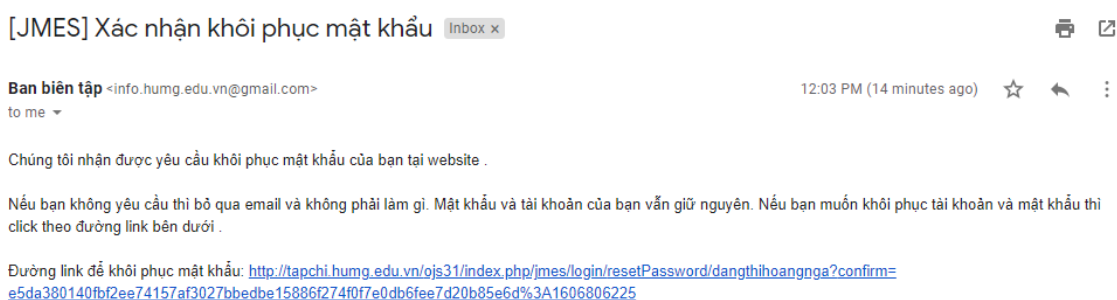 [JMES] Xác nhận khôi phục mật khẩu Inbox x
Ban biên tập <info.humg.edu.vn@gmail.com> 12:03 PM (14 minutes ago)
to me
Chúng tôi nhận được yêu cầu khôi phục mật khẩu của bạn tại website .
Nếu bạn không yêu cầu thì bỏ qua email và không phải làm gì. Mật khẩu và tài khoản của bạn vẫn giữ nguyên. Nếu bạn muốn khôi phục tài khoản và mật khẩu thì
click theo đường link bên dưới .
Đường link để khôi phục mật khẩu: http://tapchi.humg.edu.vn/ojs31/index.php/jmes/login/resetPassword/dangthihoangnga?confirm=
e5da380140fbf2ee74157af3027bbedbe15886f274f0f7e0db6fee7d20b85e6d%3A1606806225